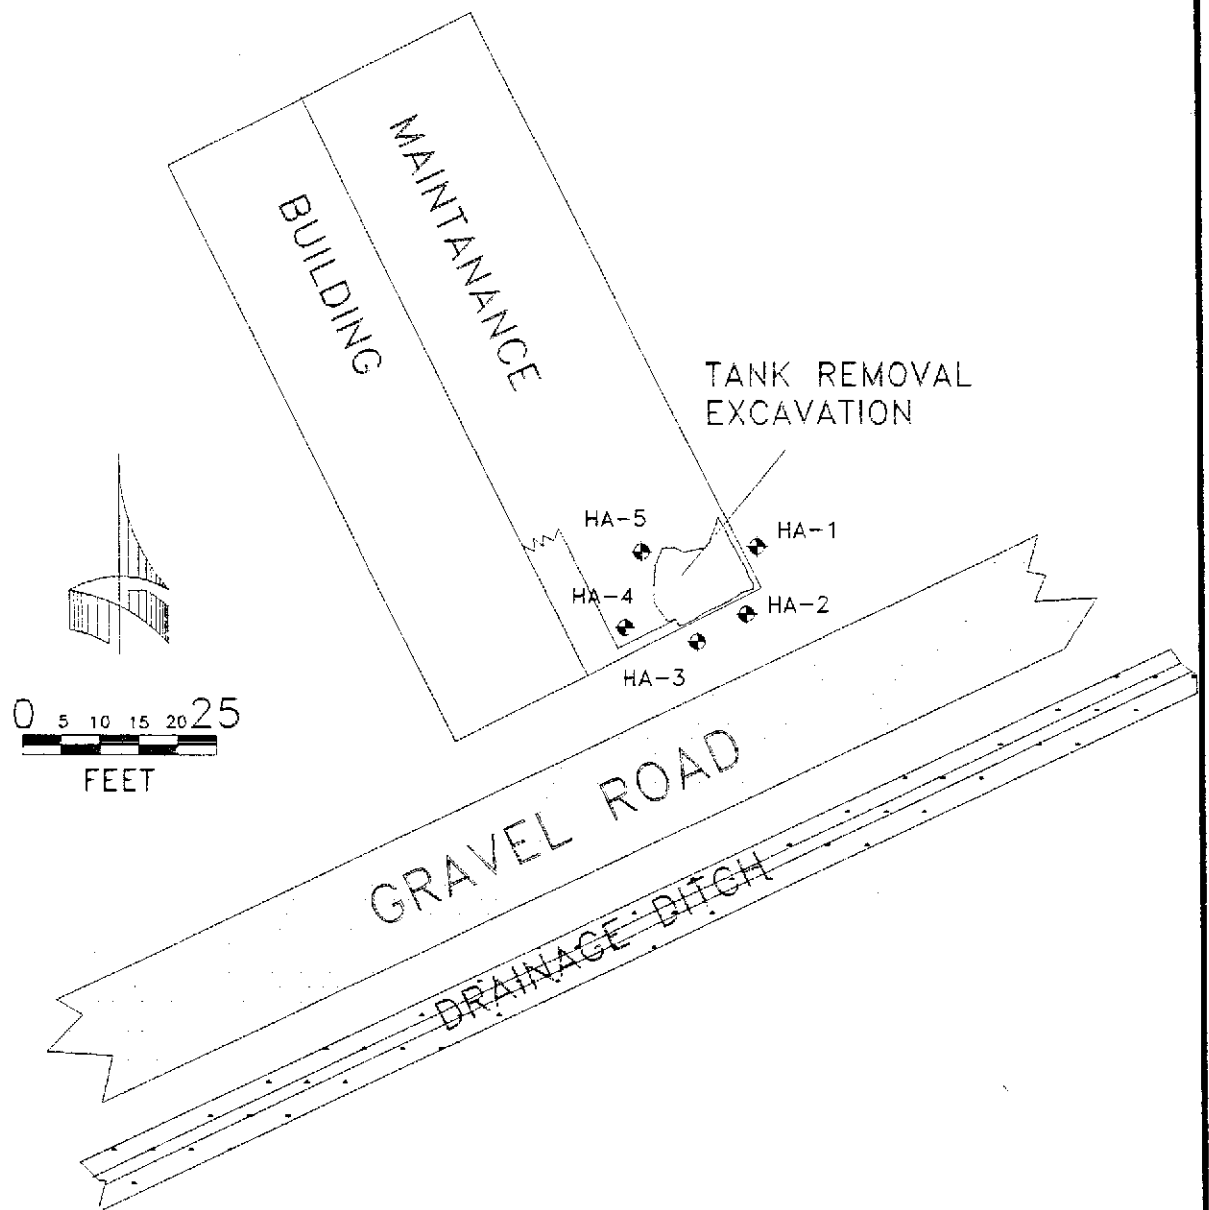 MAINTANANCE
BUILDING
TANK REMOVAL
EXCAVATION
HA-5
HA-1
HA-4
HA-2
HA-3
0 5 10 15 20 25
FEET
GRAVEL ROAD
DRAINAGE DITCH